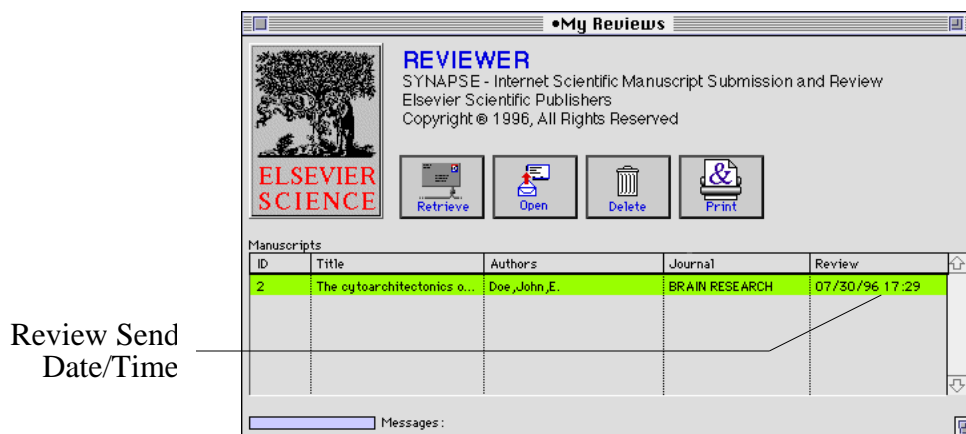 •My Reviews
REVIEWER
SYNAPSE - Internet Scientific Manuscript Submission and Review
Elsevier Scientific Publishers
Copyright © 1996, All Rights Reserved
ELSEVIER
SCIENCE
Retrieve
Open
Delete
&
Print
Manuscripts
ID Title Authors Journal Review
2 The cytoarchitectonics o... Doe,John,E. BRAIN RESEARCH 07/30/96 17:29
Review Send
Date/Time
Messages: